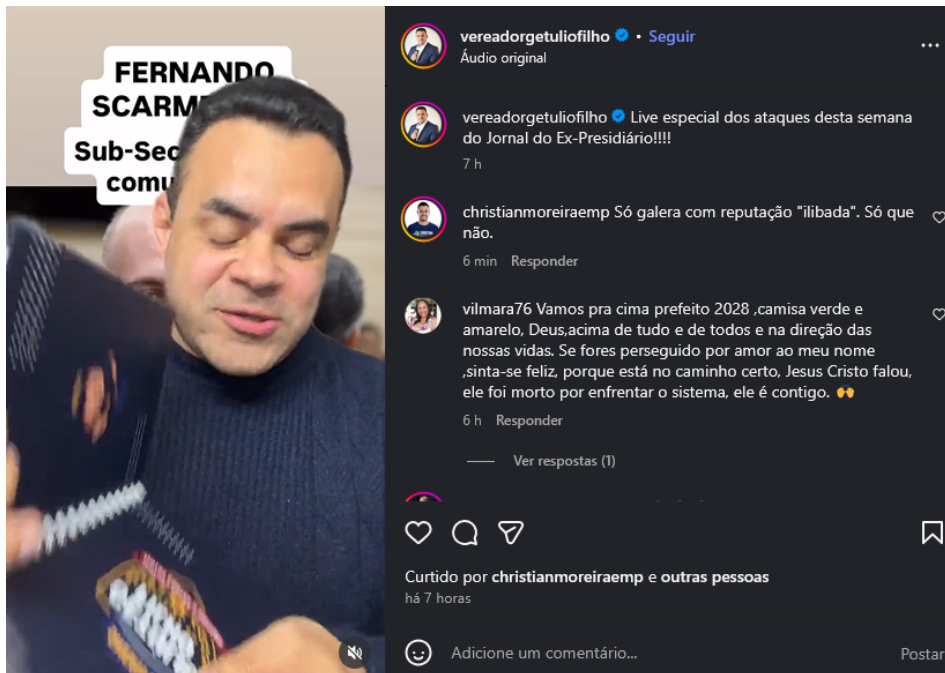 FERNANDO
SCARM
Sub-Sec
comu
vereadorgetuliofilho • Seguir
Áudio original
vereadorgetuliofilho Live especial dos ataques desta semana
do Jornal do Ex-Presidiário!!!!
7 h
christianmoreiraemp Só galera com reputação "ilibada". Só que
não.
6 min Responder
vilmara76 Vamos pra cima prefeito 2028 ,camisa verde e
amarelo, Deus,acima de tudo e de todos e na direção das
nossas vidas. Se fores perseguido por amor ao meu nome
,sinta-se feliz, porque está no caminho certo, Jesus Cristo falou,
ele foi morto por enfrentar o sistema, ele é contigo. 🙌
6 h Responder
Ver respostas (1)
Curtido por christianmoreiraemp e outras pessoas
há 7 horas
Adicione um comentário...
Postar